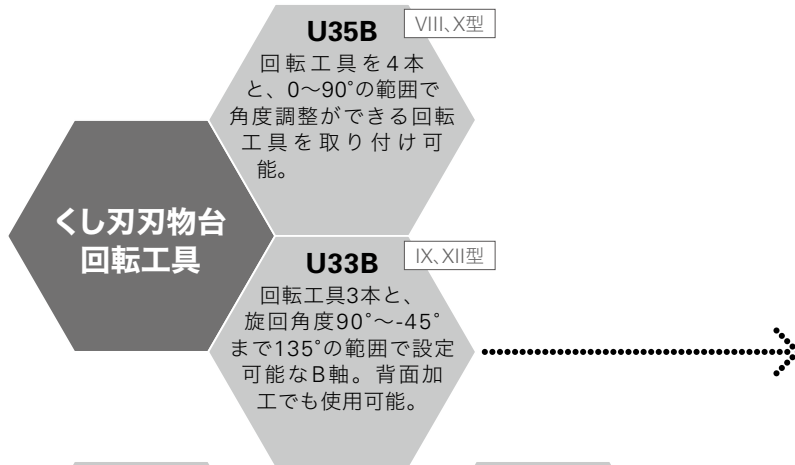 U35B
VIII、X型
回転工具を4本
と、0〜90°の範囲で
角度調整ができる回転
工具を取り付け可
能。
くし刃刃物台
回転工具
U33B
IX、XII型
回転工具3本と、
旋回角度90°〜-45°
まで135°の範囲で設定
可能なB軸。背面加
工でも使用可能。